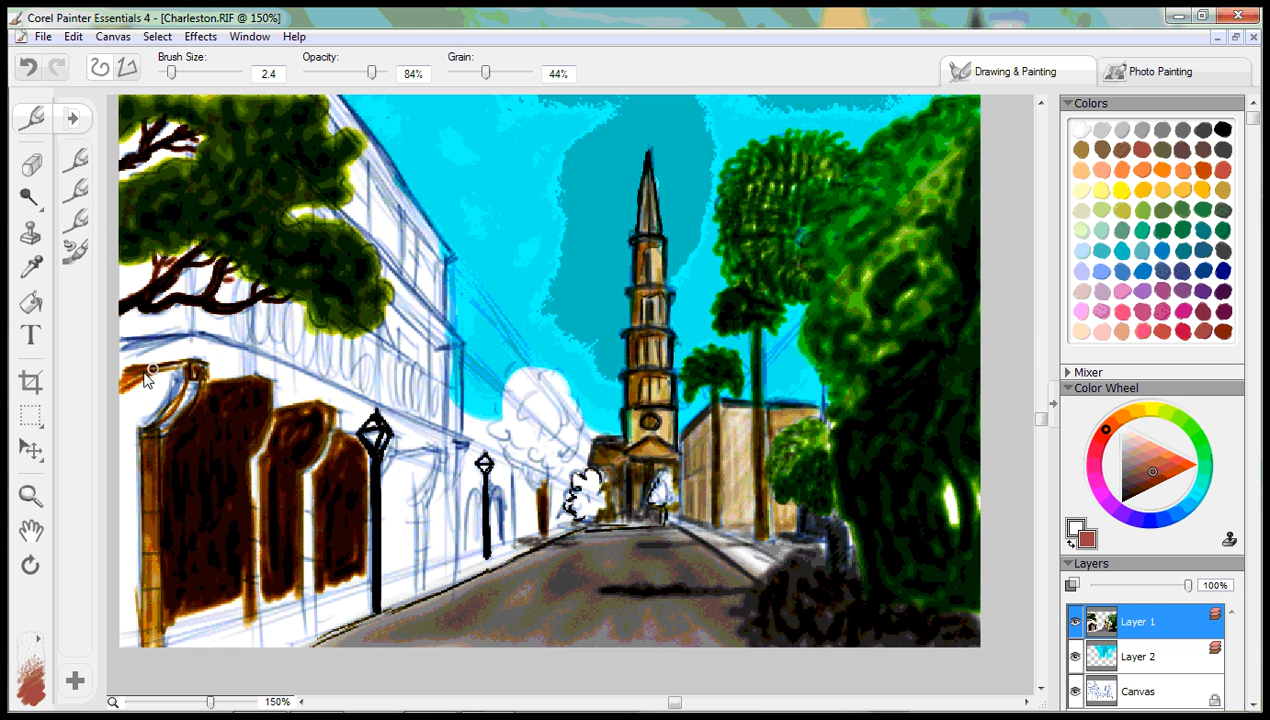 Corel Painter Essentials 4 - [Charleston.RIF @ 150%]
File Edit Canvas Select Effects Window Help
Brush Size: 2.4 Opacity: 84% Grain: 44%
Drawing & Painting Photo Painting
Colors
Mixer
Color Wheel
Layers
100%
Layer 1
Layer 2
Canvas
150%